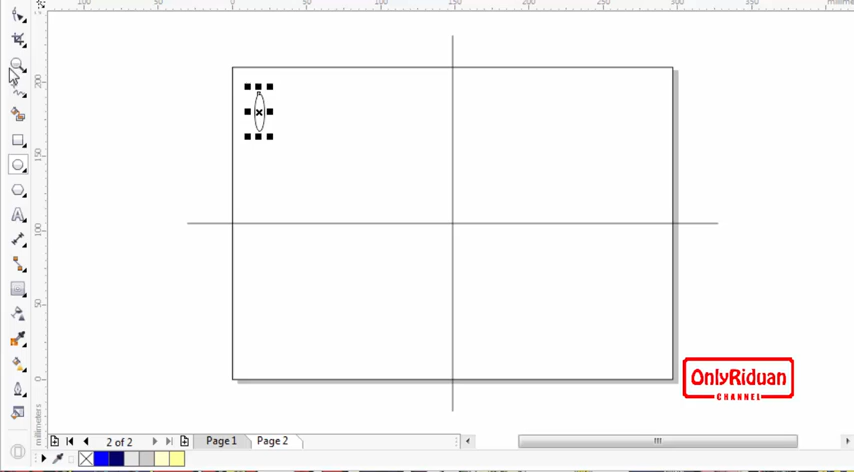 100 50 0 50 100 150 200 250 300 350 millimeters
200
150
100
50
0
millimeters
OnlyRiduan
CHANNEL
2 of 2 Page 1 Page 2